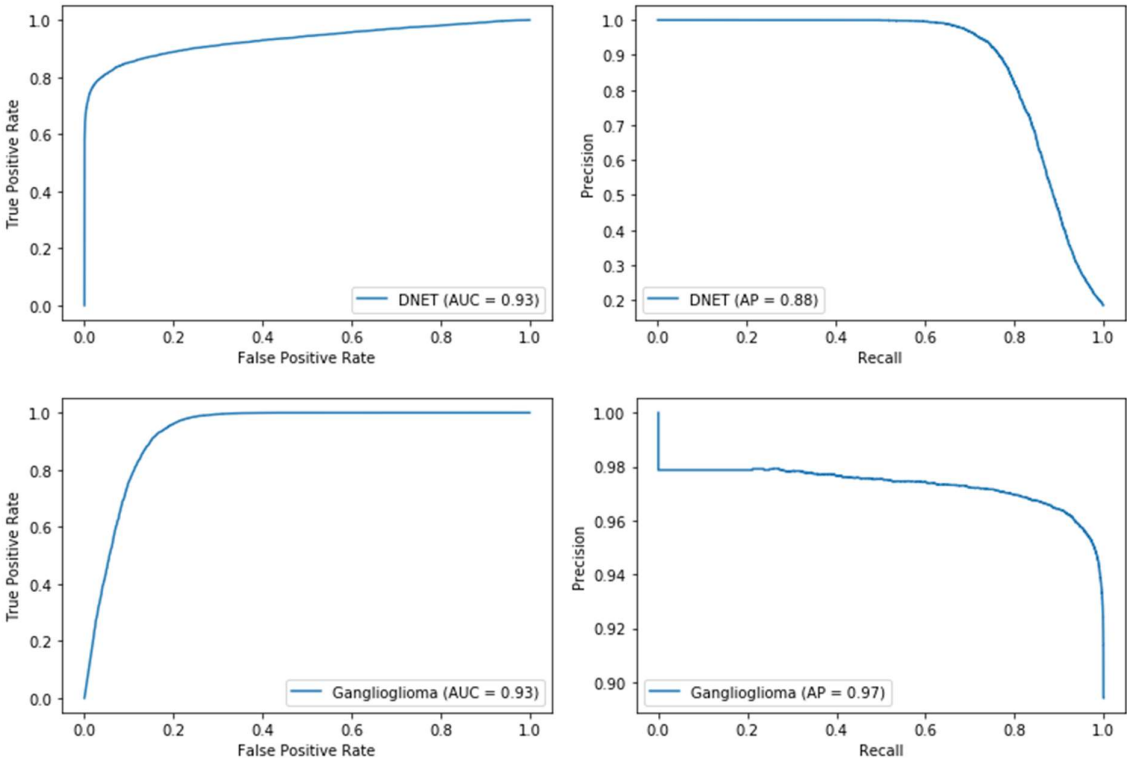 1.0
0.8
0.6
0.4
0.2
0.0
True Positive Rate
DNET (AUC = 0.93)
0.0 0.2 0.4 0.6 0.8 1.0
False Positive Rate
1.0
0.9
0.8
0.7
0.6
0.5
0.4
0.3
0.2
Precision
DNET (AP = 0.88)
0.0 0.2 0.4 0.6 0.8 1.0
Recall
1.0
0.8
0.6
0.4
0.2
0.0
True Positive Rate
Ganglioglioma (AUC = 0.93)
0.0 0.2 0.4 0.6 0.8 1.0
False Positive Rate
1.00
0.98
0.96
0.94
0.92
0.90
Precision
Ganglioglioma (AP = 0.97)
0.0 0.2 0.4 0.6 0.8 1.0
Recall